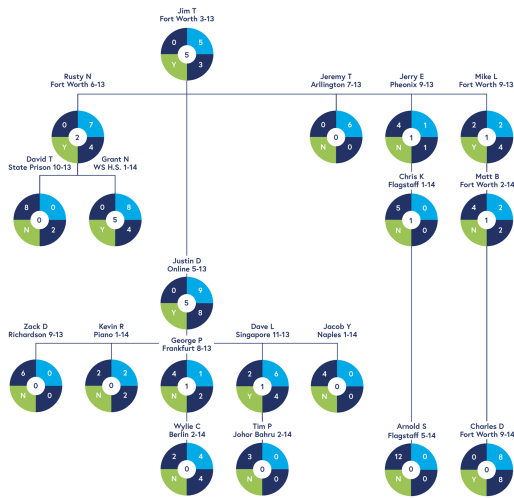 Jim T
Fort Worth 3-13
0 5
5
Y 3
Rusty N
Fort Worth 6-13
0 7
2
Y 4
Jeremy T
Arllington 7-13
0 6
0
N 0
Jerry E
Pheonix 9-13
4 1
1
N 1
Mike L
Fort Worth 9-13
2 2
1
Y 4
David T
State Prison 10-13
8 0
0
N 2
Grant N
WS H.S. 1-14
0 8
5
Y 4
Chris K
Flagstaff 1-14
5 0
1
N 0
Matt B
Fort Worth 2-14
4 2
1
N 2
Justin D
Online 5-13
0 9
5
Y 8
Zack D
Richardson 9-13
6 0
0
N 0
Kevin R
Piano 1-14
2 2
0
N 2
George P
Frankfurt 8-13
4 1
1
N 2
Dave L
Singapore 11-13
2 6
1
Y 4
Jacob Y
Naples 1-14
4 0
0
N 0
Wylie C
Berlin 2-14
2 4
0
N 4
Tim P
Johor Bahru 2-14
3 0
0
N 0
Arnold S
Flagstaff 5-14
12 0
0
N 0
Charles D
Fort Worth 9-14
0 8
0
Y 8